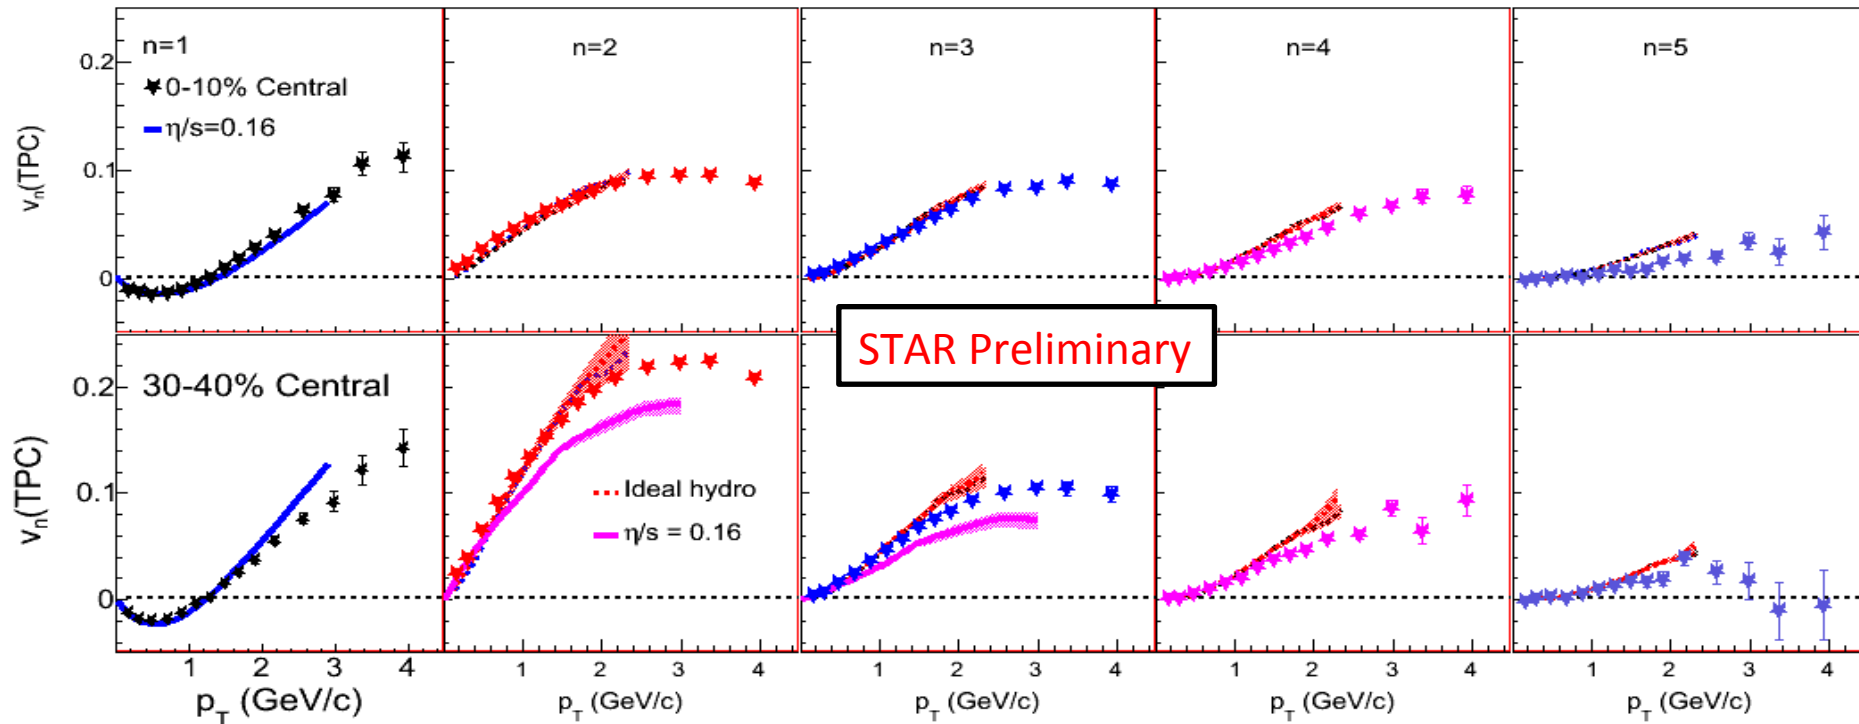 n=1
n=2
n=3
n=4
n=5
0.2
0-10% Central
η/s=0.16
0.1
0
vn(TPC)
STAR Preliminary
30-40% Central
0.2
0.1
0
vn(TPC)
Ideal hydro
η/s = 0.16
1 2 3 4
1 2 3 4
1 2 3 4
1 2 3 4
1 2 3 4
pT (GeV/c)
pT (GeV/c)
pT (GeV/c)
pT (GeV/c)
pT (GeV/c)